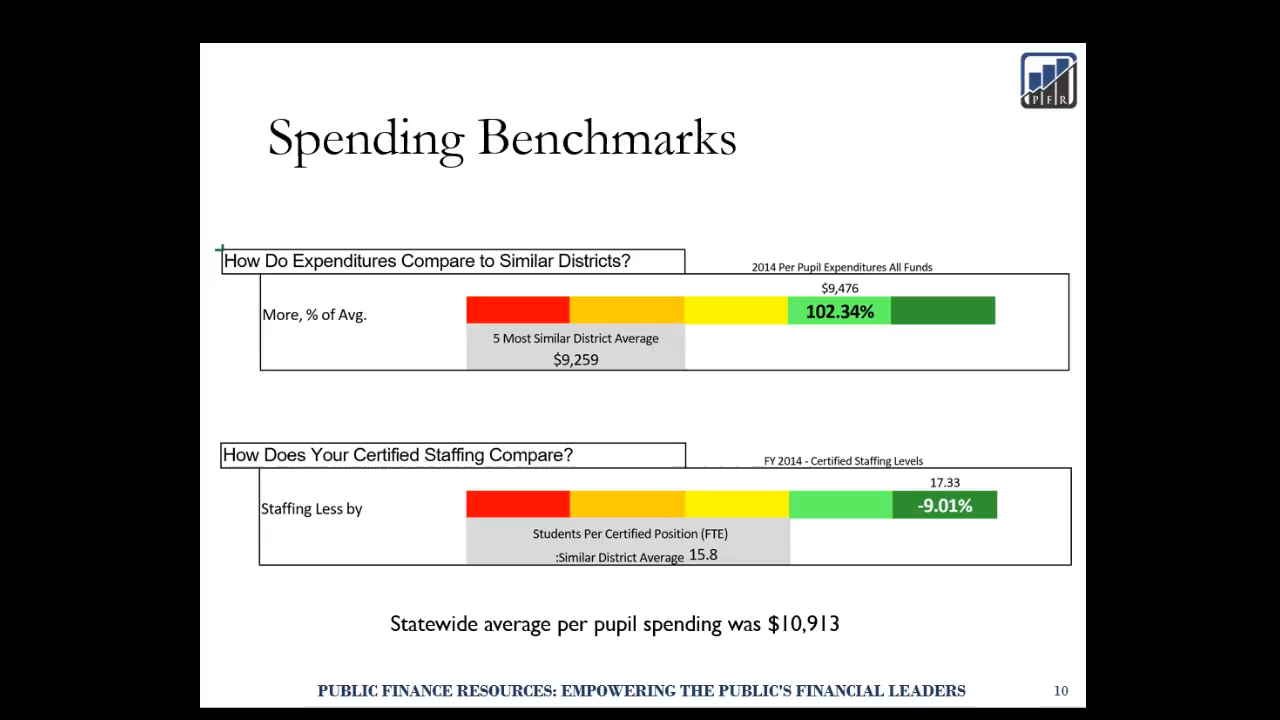 PFR
Spending Benchmarks
How Do Expenditures Compare to Similar Districts?
2014 Per Pupil Expenditures All Funds
$9,476
More, % of Avg.
102.34%
5 Most Similar District Average
$9,259
How Does Your Certified Staffing Compare?
FY 2014 - Certified Staffing Levels
17.33
Staffing Less by
-9.01%
Students Per Certified Position (FTE)
:Similar District Average 15.8
Statewide average per pupil spending was $10,913
PUBLIC FINANCE RESOURCES: EMPOWERING THE PUBLIC'S FINANCIAL LEADERS
10